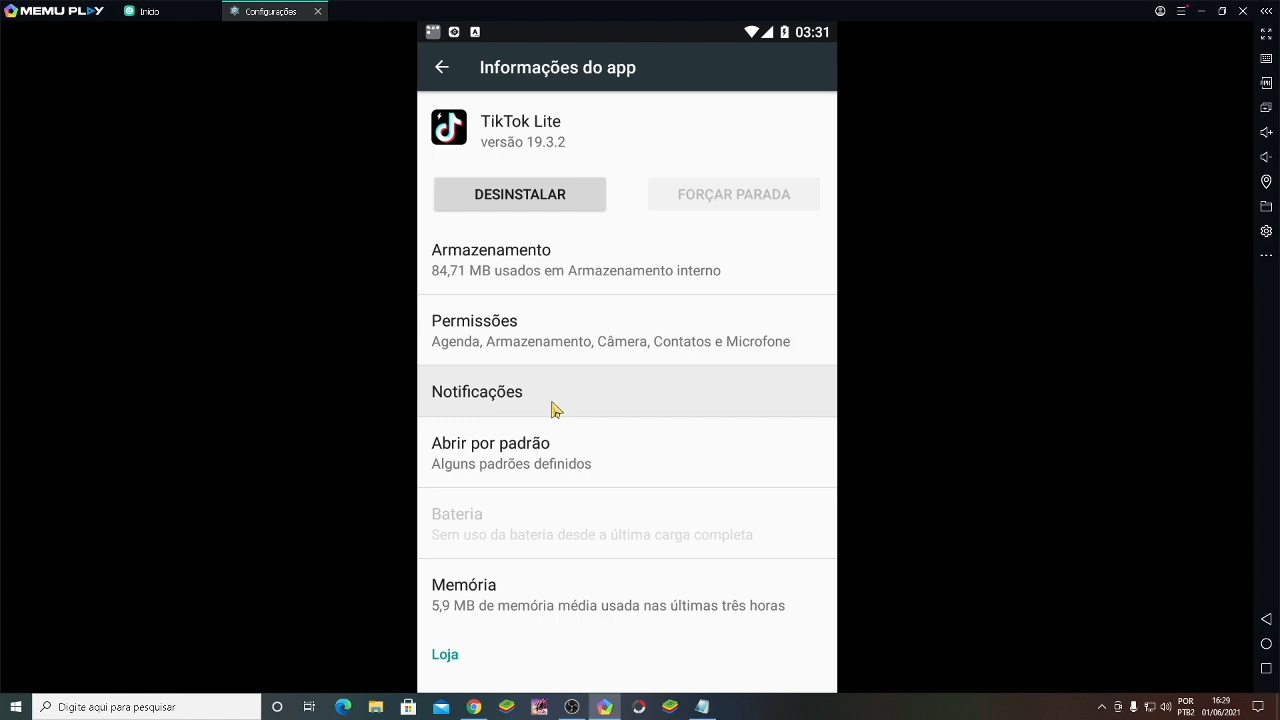 MEMU PLAY
Início
Configurações
03:31
Informações do app
TikTok Lite
versão 19.3.2
DESINSTALAR
FORÇAR PARADA
Armazenamento
84,71 MB usados em Armazenamento interno
Permissões
Agenda, Armazenamento, Câmera, Contatos e Microfone
Notificações
Abrir por padrão
Alguns padrões definidos
Bateria
Sem uso da bateria desde a última carga completa
Memória
5,9 MB de memória média usada nas últimas três horas
Loja
Digite aqui para pesquisar
POR
PTB2
16:29
01/06/2021